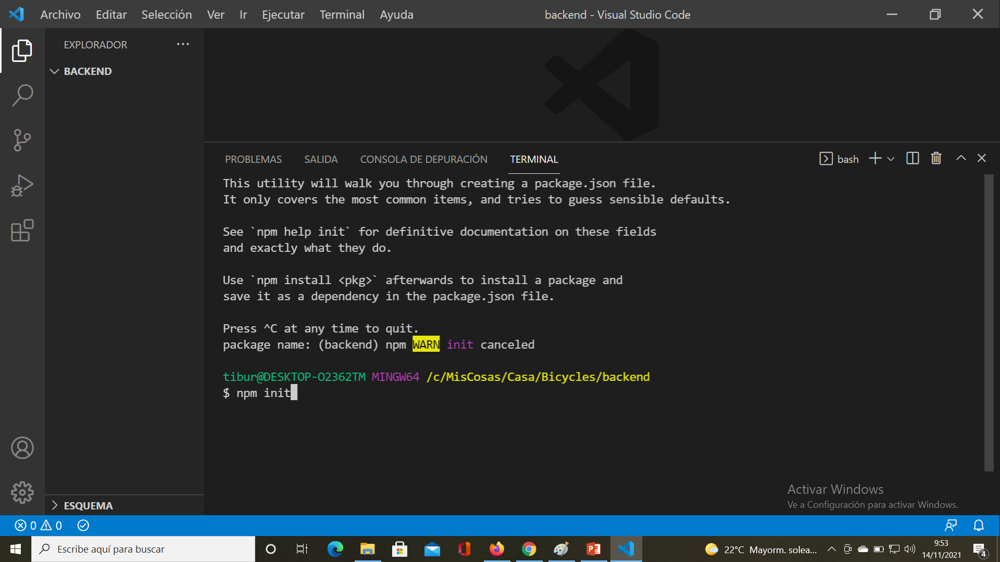 Archivo Editar Selección Ver Ir Ejecutar Terminal Ayuda backend - Visual Studio Code
EXPLORADOR
BACKEND
PROBLEMAS SALIDA CONSOLA DE DEPURACIÓN TERMINAL bash
This utility will walk you through creating a package.json file.
It only covers the most common items, and tries to guess sensible defaults.
See `npm help init` for definitive documentation on these fields
and exactly what they do.
Use `npm install <pkg>` afterwards to install a package and
save it as a dependency in the package.json file.
Press ^C at any time to quit.
package name: (backend) npm WARN init canceled
tibur@DESKTOP-O2362TM MINGW64 /c/MisCosas/Casa/Bicycles/backend
$ npm init
Activar Windows
Ve a Configuración para activar Windows.
ESQUEMA
0 0
Escribe aquí para buscar
22°C Mayorm. solea...
9:53
14/11/2021
4